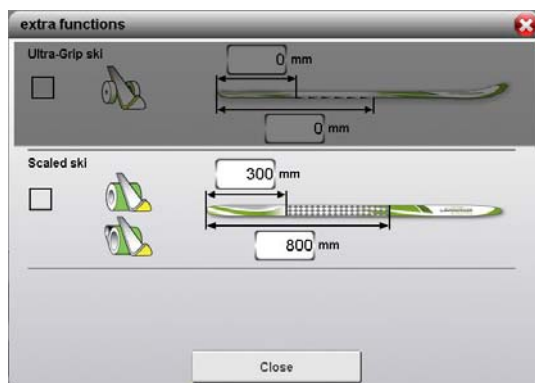 extra functions
Ultra-Grip ski
0 mm
0 mm
Scaled ski
300 mm
800 mm
Close